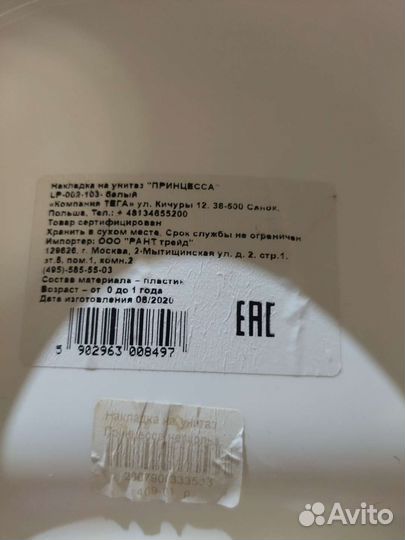 Накладка на унитаз "ПРИНЦЕССА"
LP-002-103- белый
«Компания ТЕГА» ул. Кичуры 12. 38-500 Санок.
Польша, Тел.: + 48134655200
Товар сертифицирован
Хранить в сухом месте. Срок службы не ограничен
Импортер: ООО "РАНТ трейд"
129626. г. Москва, 2-Мытищинская ул. д. 2, стр.1.
эт.5, пом.1, комн.2
(495)-585-55-03
Состав материала – пластик
Возраст – от 0 до 1 года
Дата изготовления 08/2020
EAC
5 902963 008497
Накладка на унитаз
Avito